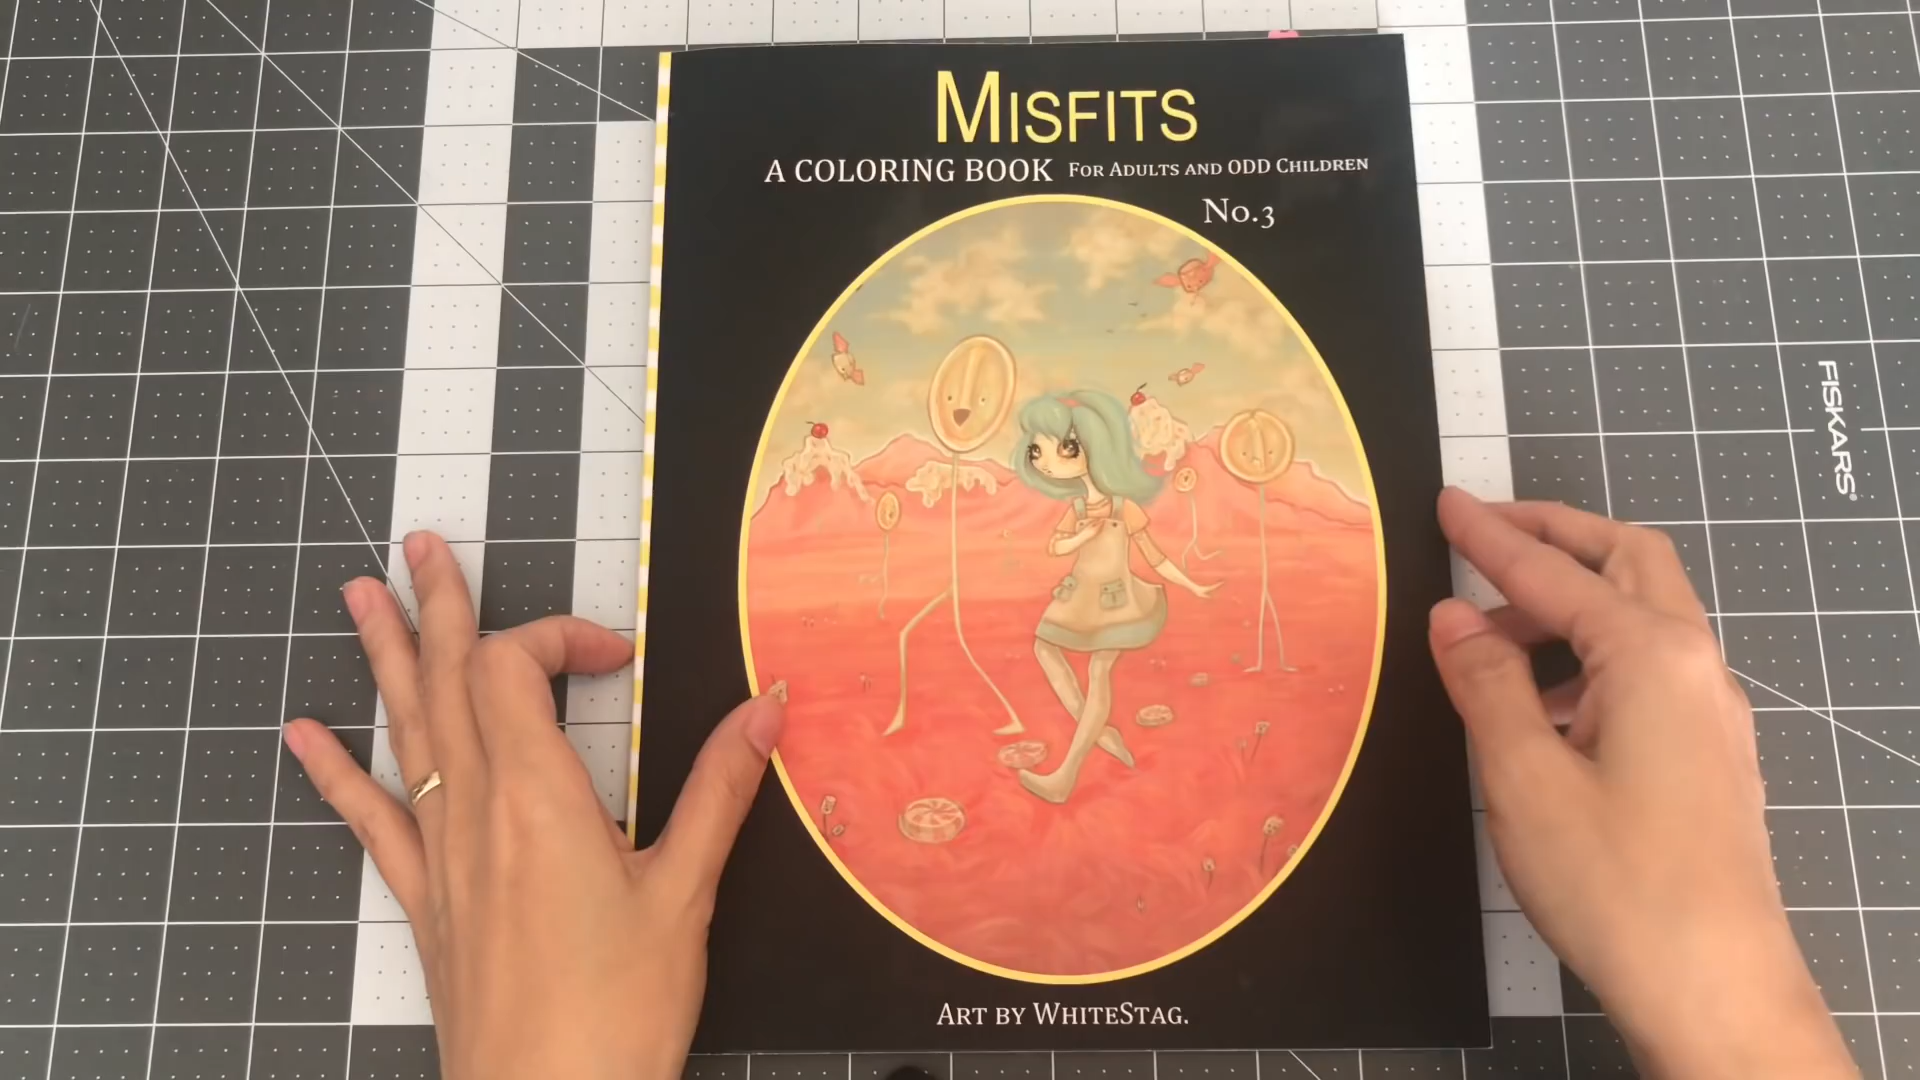 MISFITS
A COLORING BOOK FOR ADULTS AND ODD CHILDREN
No.3
ART BY WHITESTAG.
FISKARS®